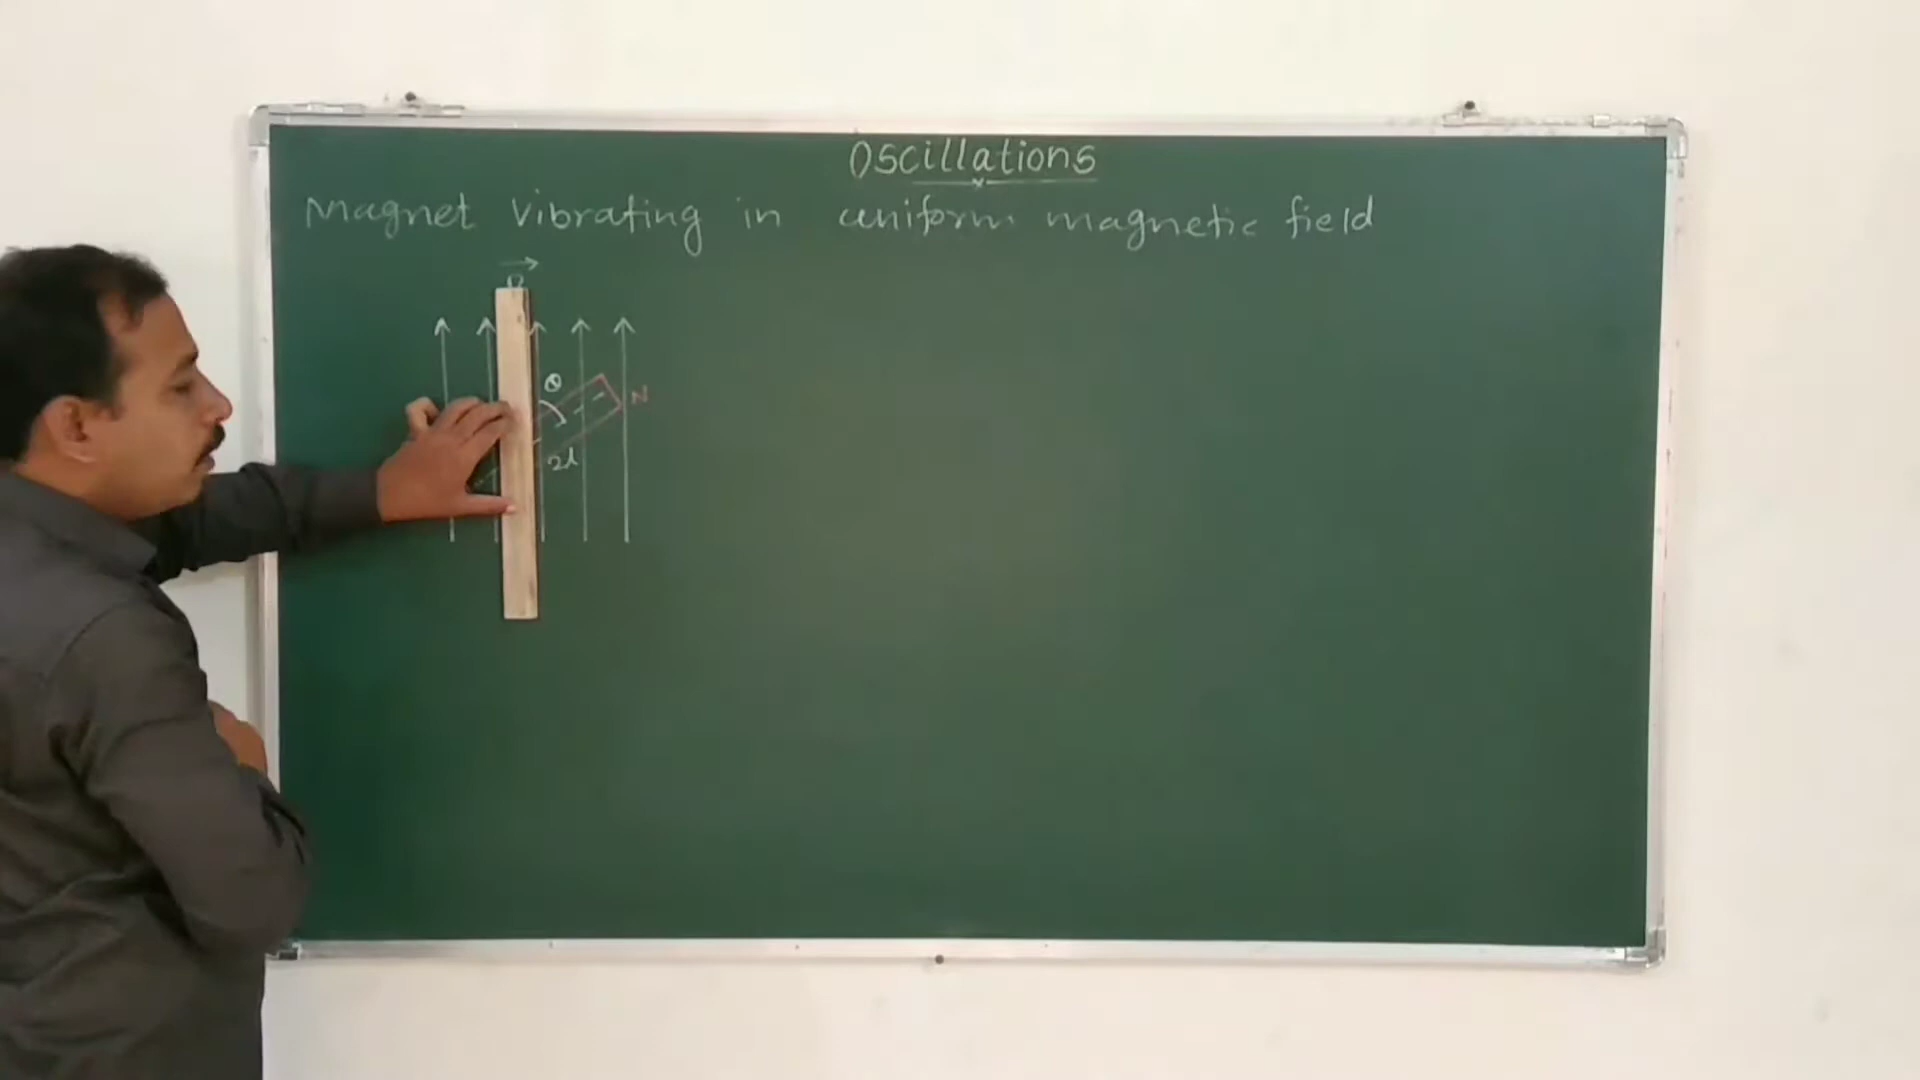 Oscillations
Magnet Vibrating in uniform magnetic field
θ
N
2l